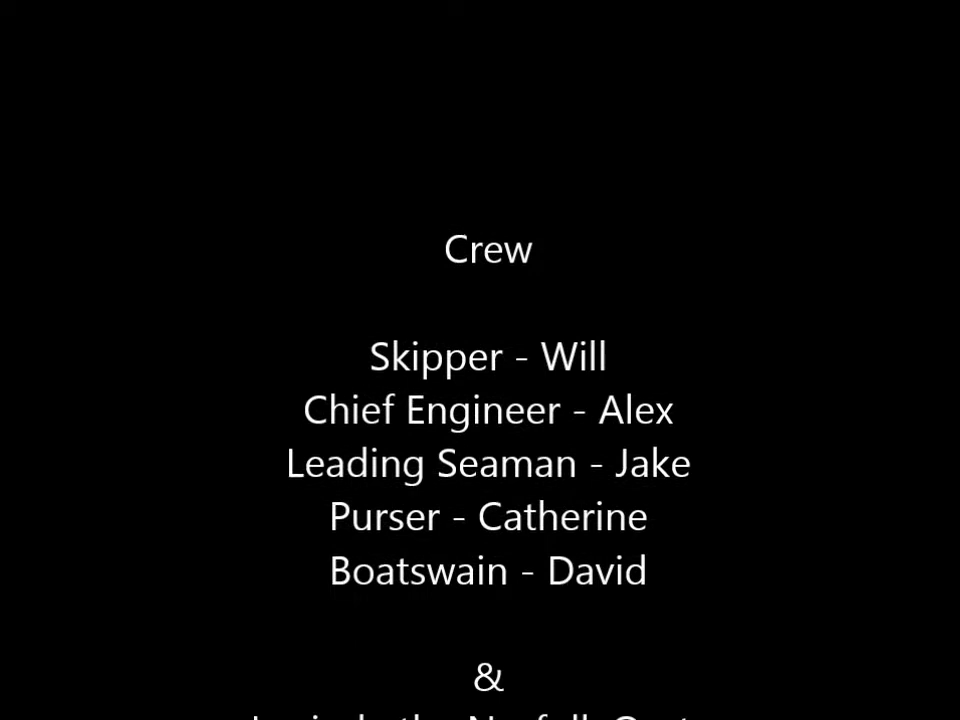 Crew
Skipper - Will
Chief Engineer - Alex
Leading Seaman - Jake
Purser - Catherine
Boatswain - David
&